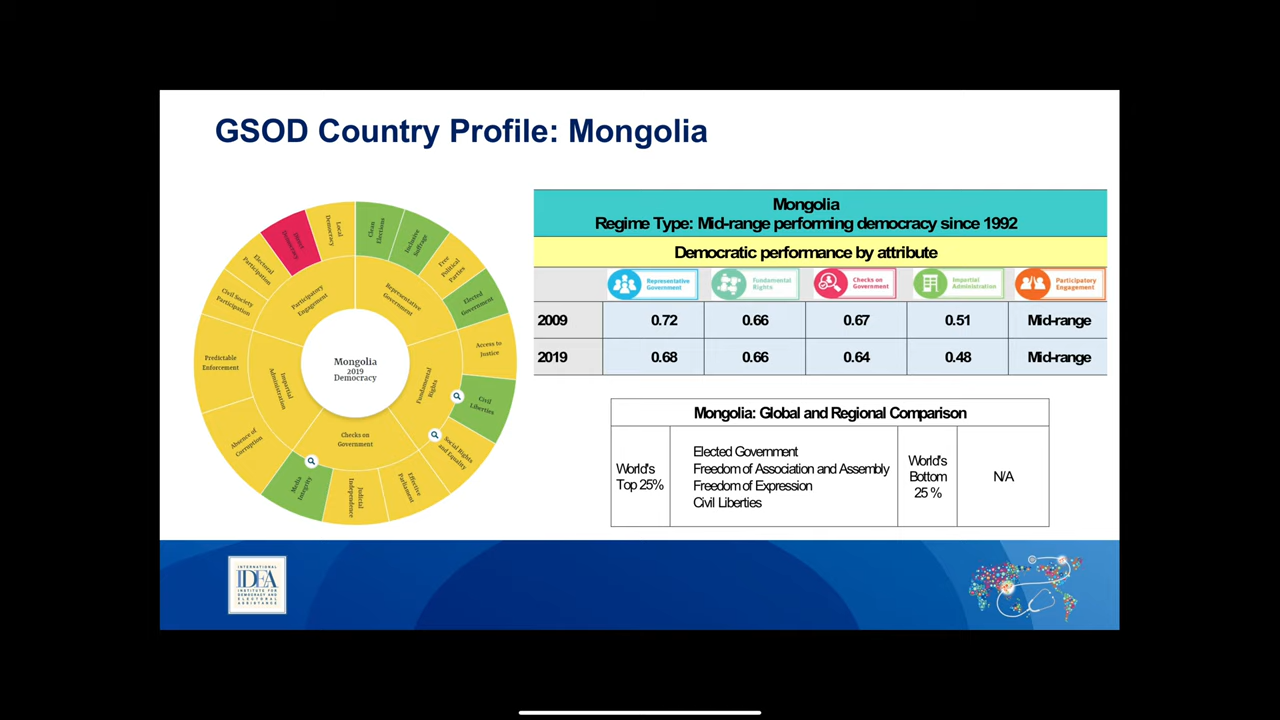 GSOD Country Profile: Mongolia
Local
Democracy
Clean
Elections
Inclusive
Suffrage
Free
Political
Parties
Elected
Government
Access to
Justice
Civil
Liberties
Social Rights
and Equality
Effective
Parliament
Judicial
Independence
Media
Integrity
Absence of
Corruption
Predictable
Enforcement
Civil Society
Participation
Electoral
Participation
Direct
Democracy
Participatory
Engagement
Representative
Government
Fundamental
Rights
Checks on
Government
Impartial
Administration
Mongolia
2019
Democracy
Mongolia
Regime Type: Mid-range performing democracy since 1992
Democratic performance by attribute
Representative
Government
Fundamental
Rights
Checks on
Government
Impartial
Administration
Participatory
Engagement
2009 0.72 0.66 0.67 0.51 Mid-range
2019 0.68 0.66 0.64 0.48 Mid-range
Mongolia: Global and Regional Comparison
World's
Top 25%
Elected Government
Freedom of Association and Assembly
Freedom of Expression
Civil Liberties
World's
Bottom
25 %
N/A
INTERNATIONAL
IDEA
INSTITUTE FOR
DEMOCRACY AND
ELECTORAL
ASSISTANCE